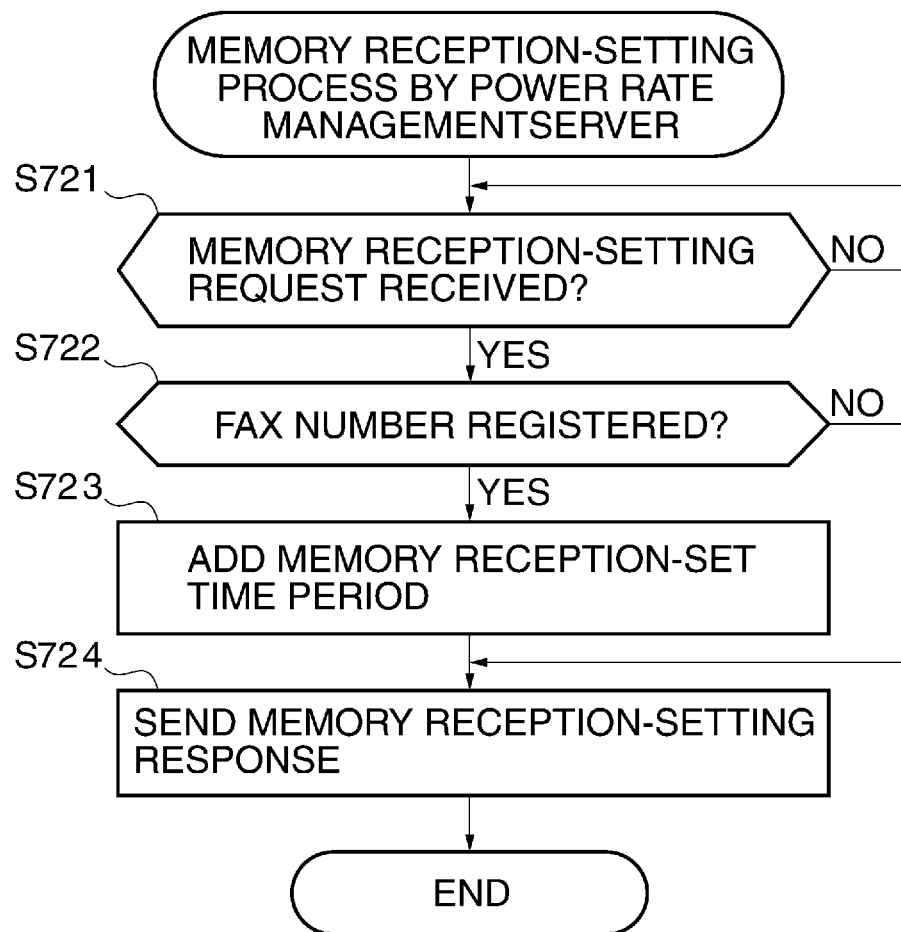 MEMORY RECEPTION-SETTING
PROCESS BY POWER RATE
MANAGEMENTSERVER
S721
MEMORY RECEPTION-SETTING
REQUEST RECEIVED?
NO
YES
S722
FAX NUMBER REGISTERED?
NO
YES
S723
ADD MEMORY RECEPTION-SET
TIME PERIOD
S724
SEND MEMORY RECEPTION-SETTING
RESPONSE
END